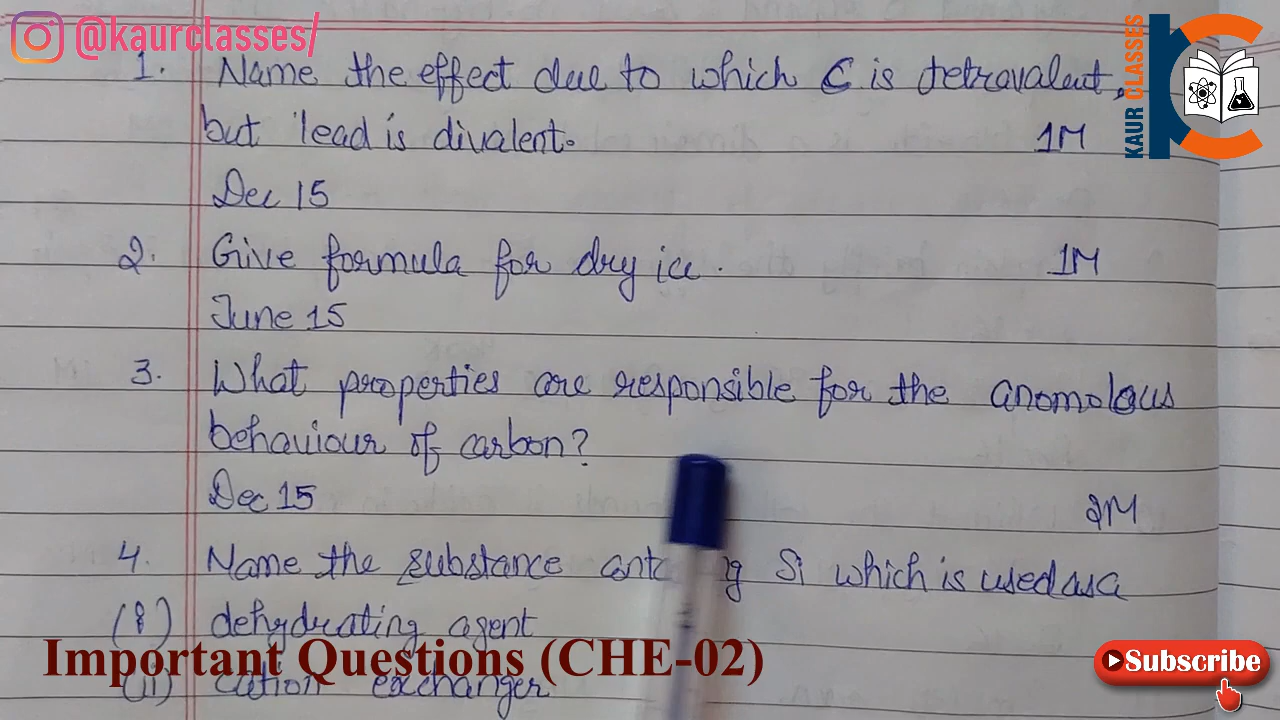 @kaurclasses/
KAUR CLASSES
1. Name the effect due to which C is tetravalent,
but lead is divalent. 1M
Dec 15
2. Give formula for dry ice. 1M
June 15
3. What properties are responsible for the anomolous
behaviour of carbon?
Dec 15 2M
4. Name the substance Si which is used as a
(i) dehydrating agent
Important Questions (CHE-02)
(ii) cation exchanger
Subscribe